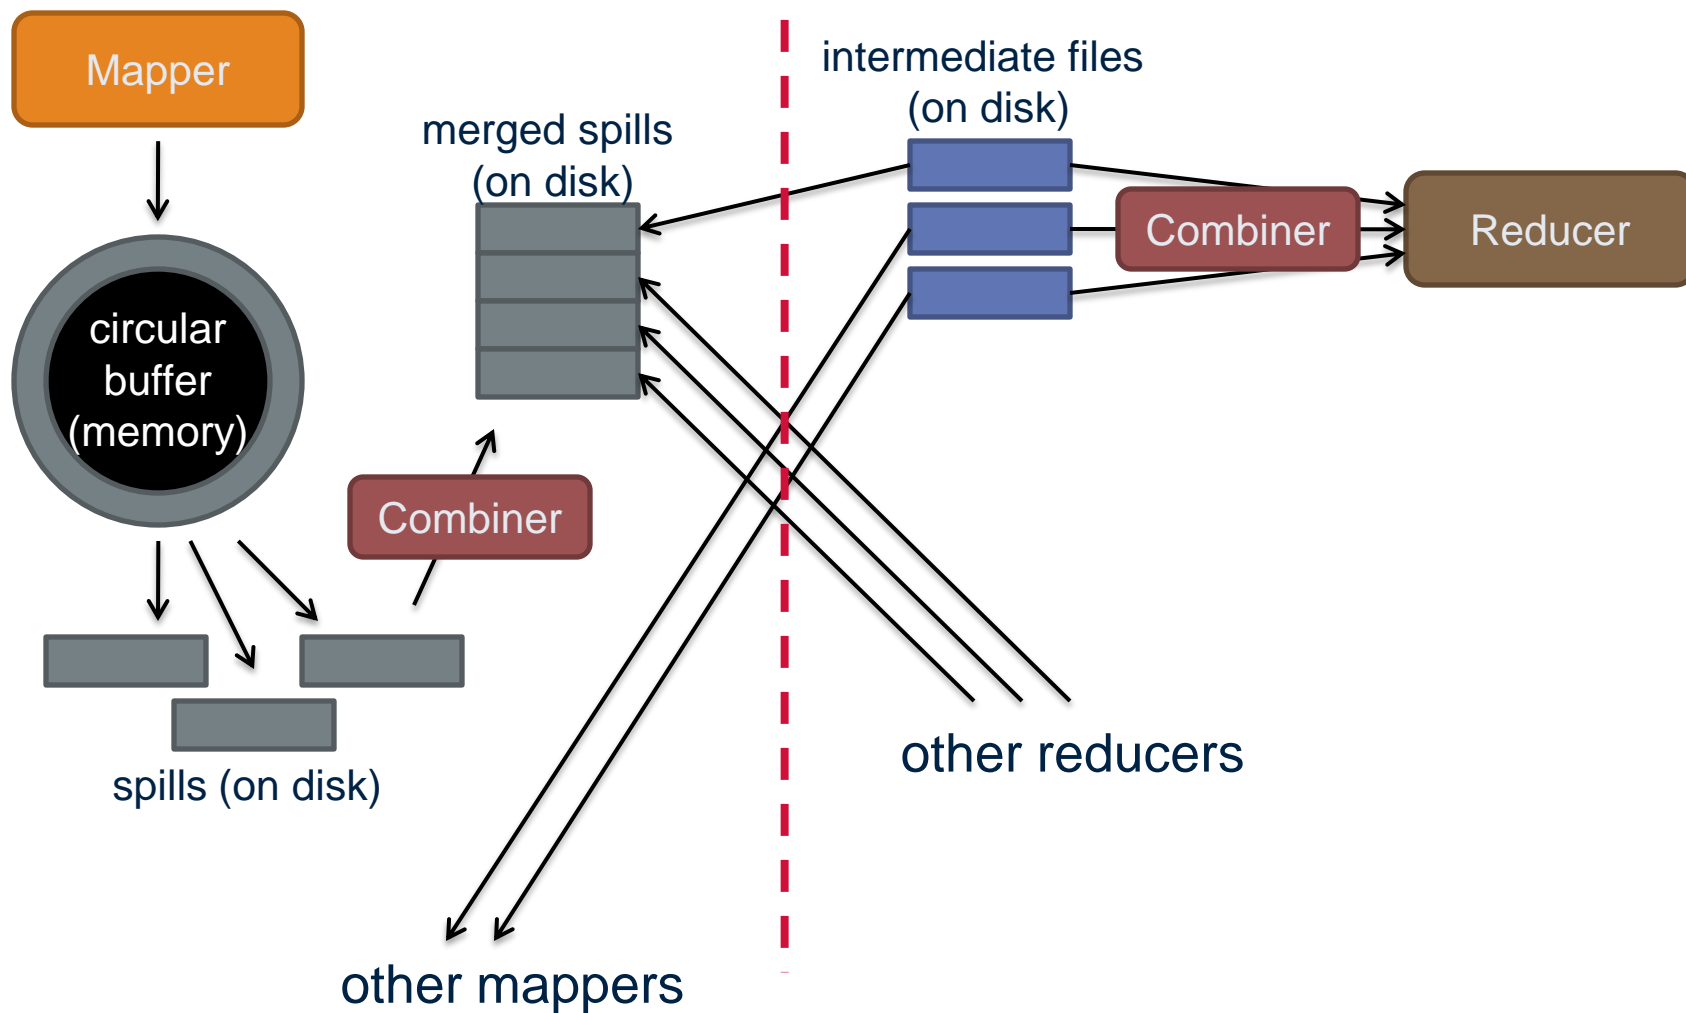 Mapper
intermediate files
(on disk)
merged spills
(on disk)
Combiner
Reducer
circular
buffer
(memory)
Combiner
spills (on disk)
other reducers
other mappers